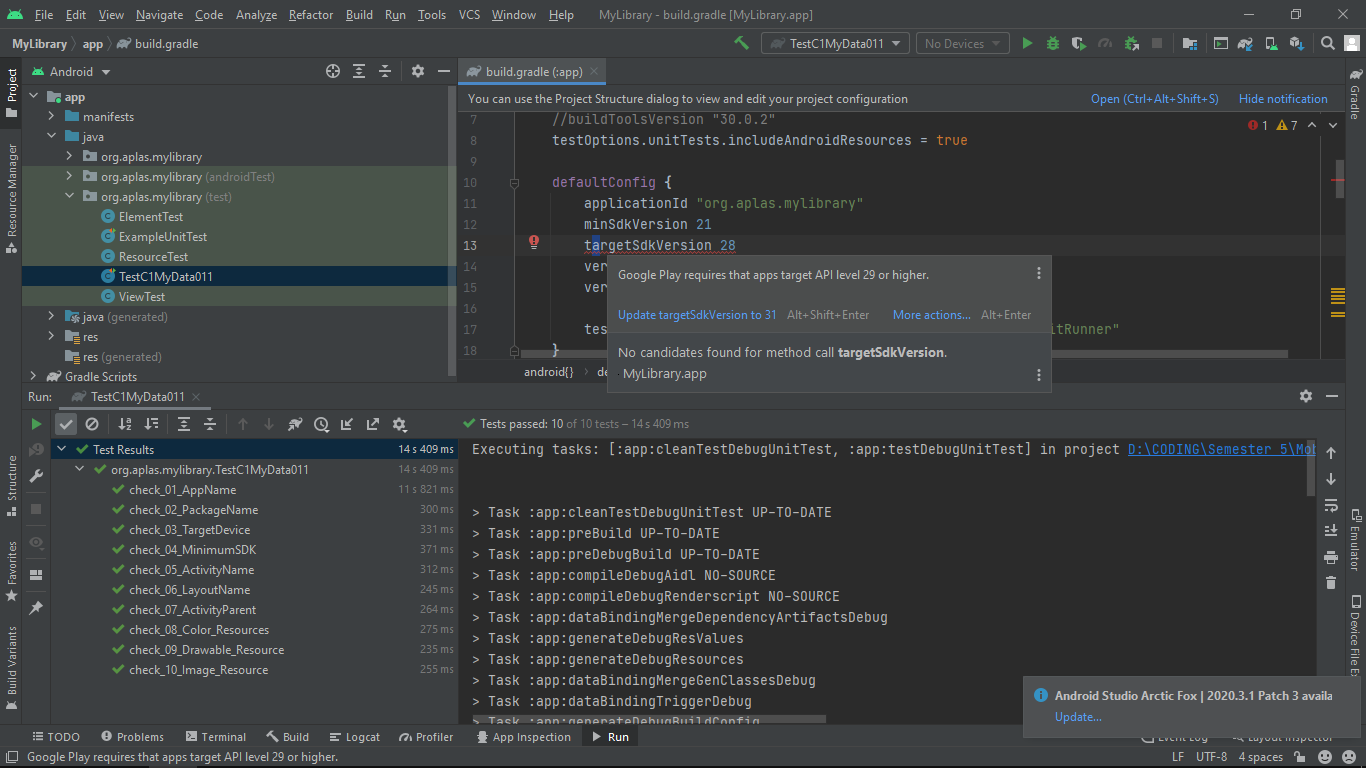 File Edit View Navigate Code Analyze Refactor Build Run Tools VCS Window Help MyLibrary - build.gradle [MyLibrary.app]
MyLibrary app build.gradle TestC1MyData011 No Devices
Project
Resource Manager
Structure
Favorites
Build Variants
Android
app
manifests
java
org.aplas.mylibrary
org.aplas.mylibrary (androidTest)
org.aplas.mylibrary (test)
ElementTest
ExampleUnitTest
ResourceTest
TestC1MyData011
ViewTest
java (generated)
res
res (generated)
Gradle Scripts
build.gradle (:app)
You can use the Project Structure dialog to view and edit your project configuration Open (Ctrl+Alt+Shift+S) Hide notification
1 7
7 //buildToolsVersion "30.0.2"
8 testOptions.unitTests.includeAndroidResources = true
9
10 defaultConfig {
11 applicationId "org.aplas.mylibrary"
12 minSdkVersion 21
13 targetSdkVersion 28
14 ver
15 ver
16
17 tes itRunner"
18 }
Google Play requires that apps target API level 29 or higher.
Update targetSdkVersion to 31 Alt+Shift+Enter More actions... Alt+Enter
No candidates found for method call targetSdkVersion.
MyLibrary.app
android{} de
Run: TestC1MyData011
Tests passed: 10 of 10 tests – 14 s 409 ms
Test Results 14 s 409 ms
org.aplas.mylibrary.TestC1MyData011 14 s 409 ms
check_01_AppName 11 s 821 ms
check_02_PackageName 300 ms
check_03_TargetDevice 331 ms
check_04_MinimumSDK 371 ms
check_05_ActivityName 312 ms
check_06_LayoutName 245 ms
check_07_ActivityParent 264 ms
check_08_Color_Resources 275 ms
check_09_Drawable_Resource 235 ms
check_10_Image_Resource 255 ms
Executing tasks: [:app:cleanTestDebugUnitTest, :app:testDebugUnitTest] in project D:\CODING\Semester 5\Mob
> Task :app:cleanTestDebugUnitTest UP-TO-DATE
> Task :app:preBuild UP-TO-DATE
> Task :app:preDebugBuild UP-TO-DATE
> Task :app:compileDebugAidl NO-SOURCE
> Task :app:compileDebugRenderscript NO-SOURCE
> Task :app:dataBindingMergeDependencyArtifactsDebug
> Task :app:generateDebugResValues
> Task :app:generateDebugResources
> Task :app:dataBindingMergeGenClassesDebug
> Task :app:dataBindingTriggerDebug
> Task :app:generateDebugBuildConfig
Gradle
Emulator
Device File Ex
Android Studio Arctic Fox | 2020.3.1 Patch 3 availa
Update...
TODO Problems Terminal Build Logcat Profiler App Inspection Run Event Log Layout Inspector
Google Play requires that apps target API level 29 or higher. LF UTF-8 4 spaces